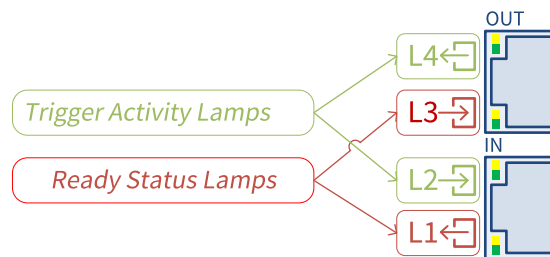 OUT
L4
Trigger Activity Lamps
L3
IN
Ready Status Lamps
L2
L1